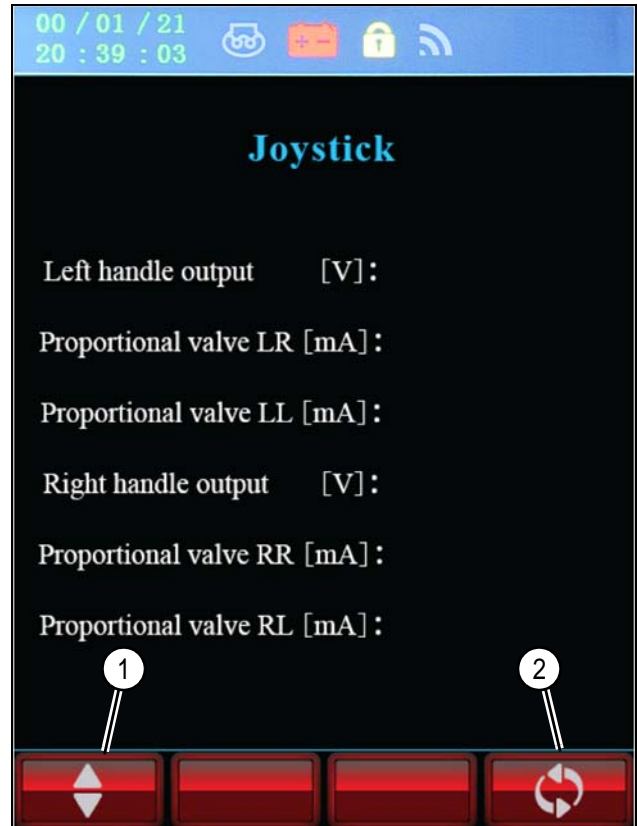 00 / 01 / 21
20 : 39 : 03
Joystick
Left handle output [V]:
Proportional valve LR [mA]:
Proportional valve LL [mA]:
Right handle output [V]:
Proportional valve RR [mA]:
Proportional valve RL [mA]:
1 2